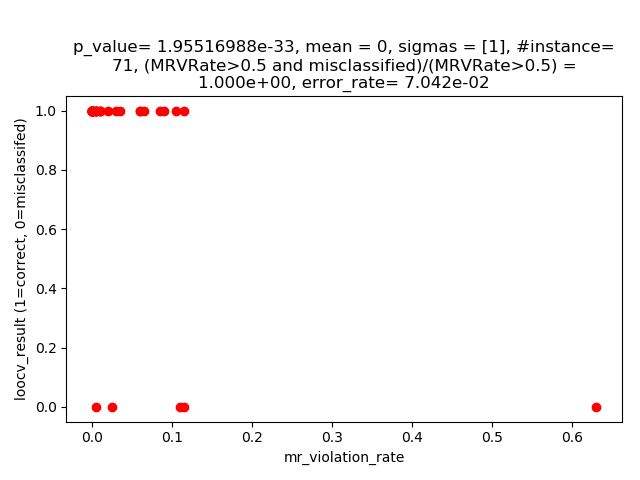 p_value= 1.95516988e-33, mean = 0, sigmas = [1], #instance=
71, (MRVRate>0.5 and misclassified)/(MRVRate>0.5) =
1.000e+00, error_rate= 7.042e-02
loocv_result (1=correct, 0=misclassifed)
1.0
0.8
0.6
0.4
0.2
0.0
0.0 0.1 0.2 0.3 0.4 0.5 0.6
mr_violation_rate